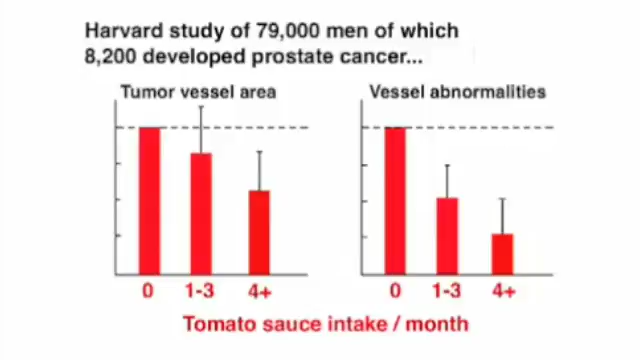 Harvard study of 79,000 men of which
8,200 developed prostate cancer...
Tumor vessel area
Vessel abnormalities
0 1-3 4+
0 1-3 4+
Tomato sauce intake / month